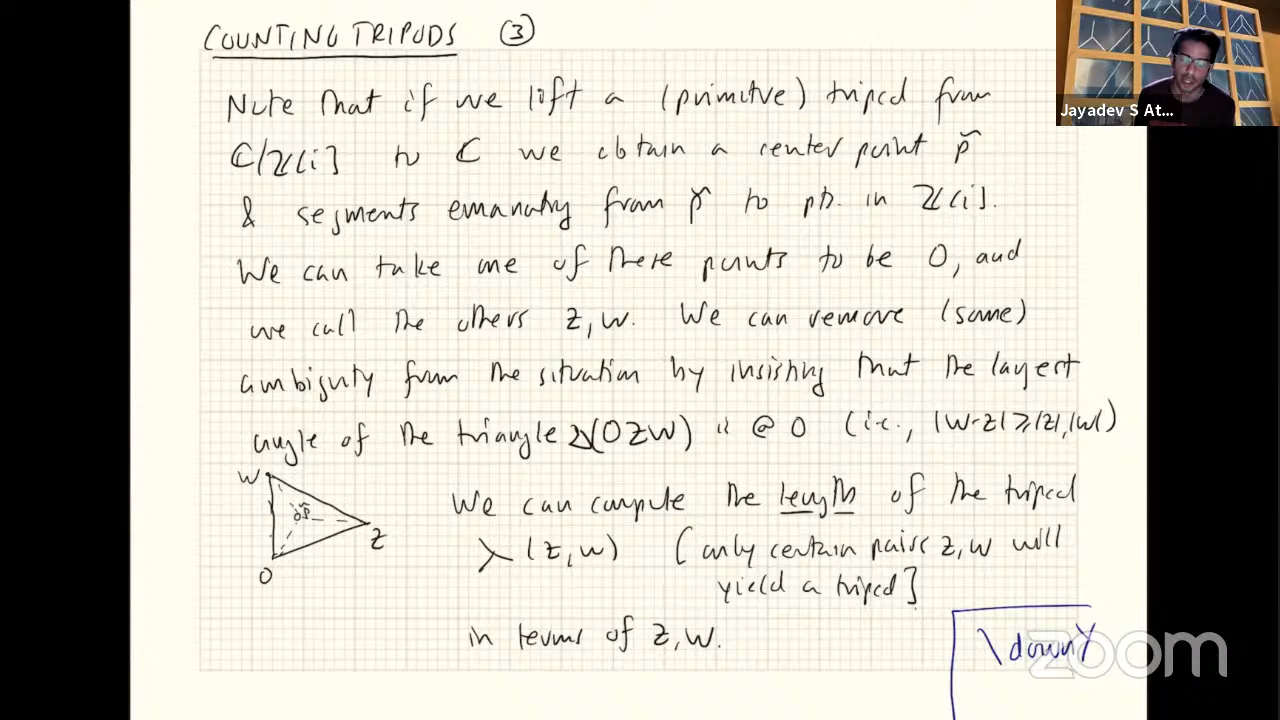 COUNTING TRIPODS ③
Jayadev S At...
Note that if we lift a (primitive) tripod from
ℂ/ℤ[i] to ℂ we obtain a center point p̃
& segments emanating from p̃ to pts. in ℤ[i].
We can take one of these points to be 0, and
we call the others z, w. We can remove (some)
ambiguity from the situation by insisting that the largest
angle of the triangle Δ(0zw) is @ 0 (i.e., |w-z| ≥ |z|,|w|)
W
p̃
z
0
We can compute the length of the tripod
⅄ (z, w) [only certain pairs z, w will
yield a tripod]
in terms of z, w.
\downY
zoom